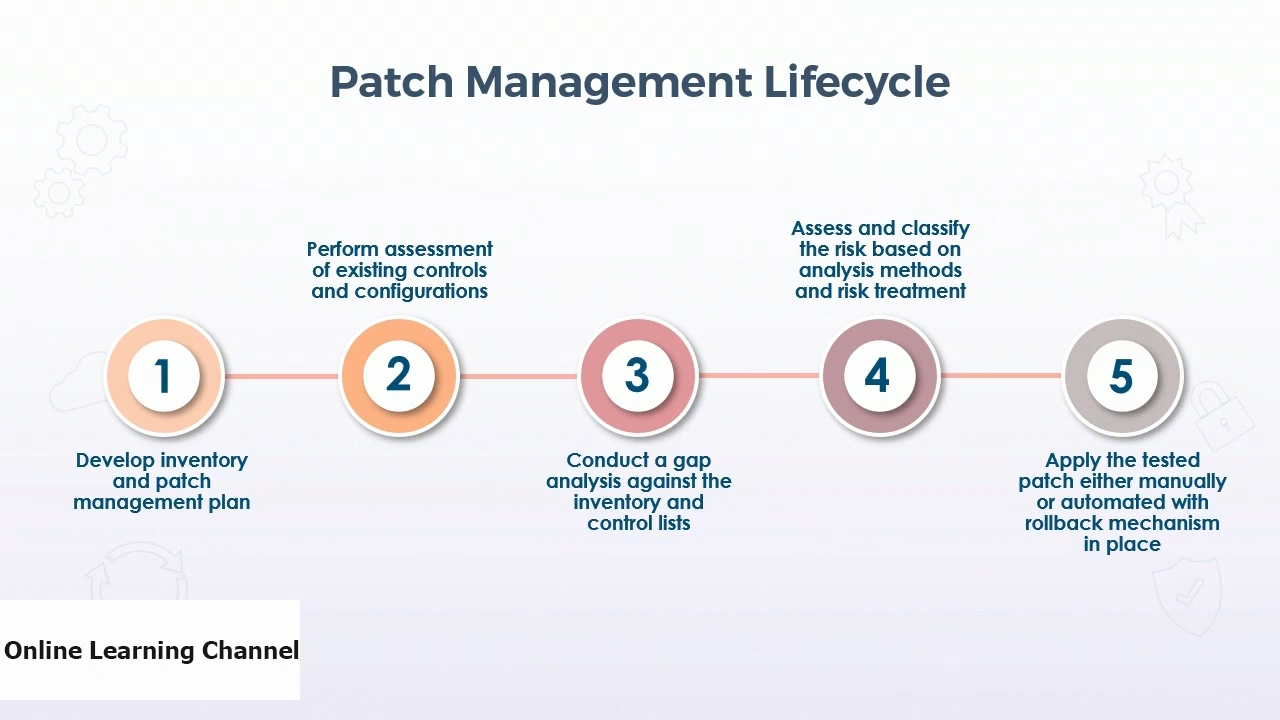 Patch Management Lifecycle
1
Develop inventory
and patch
management plan
Perform assessment
of existing controls
and configurations
2
3
Conduct a gap
analysis against the
inventory and
control lists
Assess and classify
the risk based on
analysis methods
and risk treatment
4
5
Apply the tested
patch either manually
or automated with
rollback mechanism
in place
Online Learning Channel